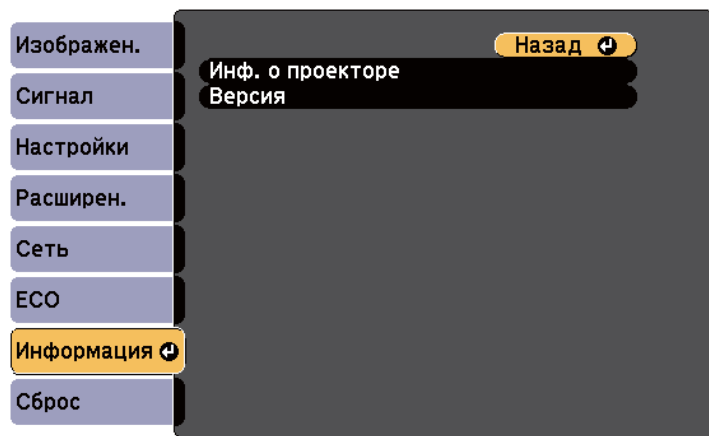 Изображен.
Сигнал
Настройки
Расширен.
Сеть
ECO
Информация
Сброс
Назад
Инф. о проекторе
Версия